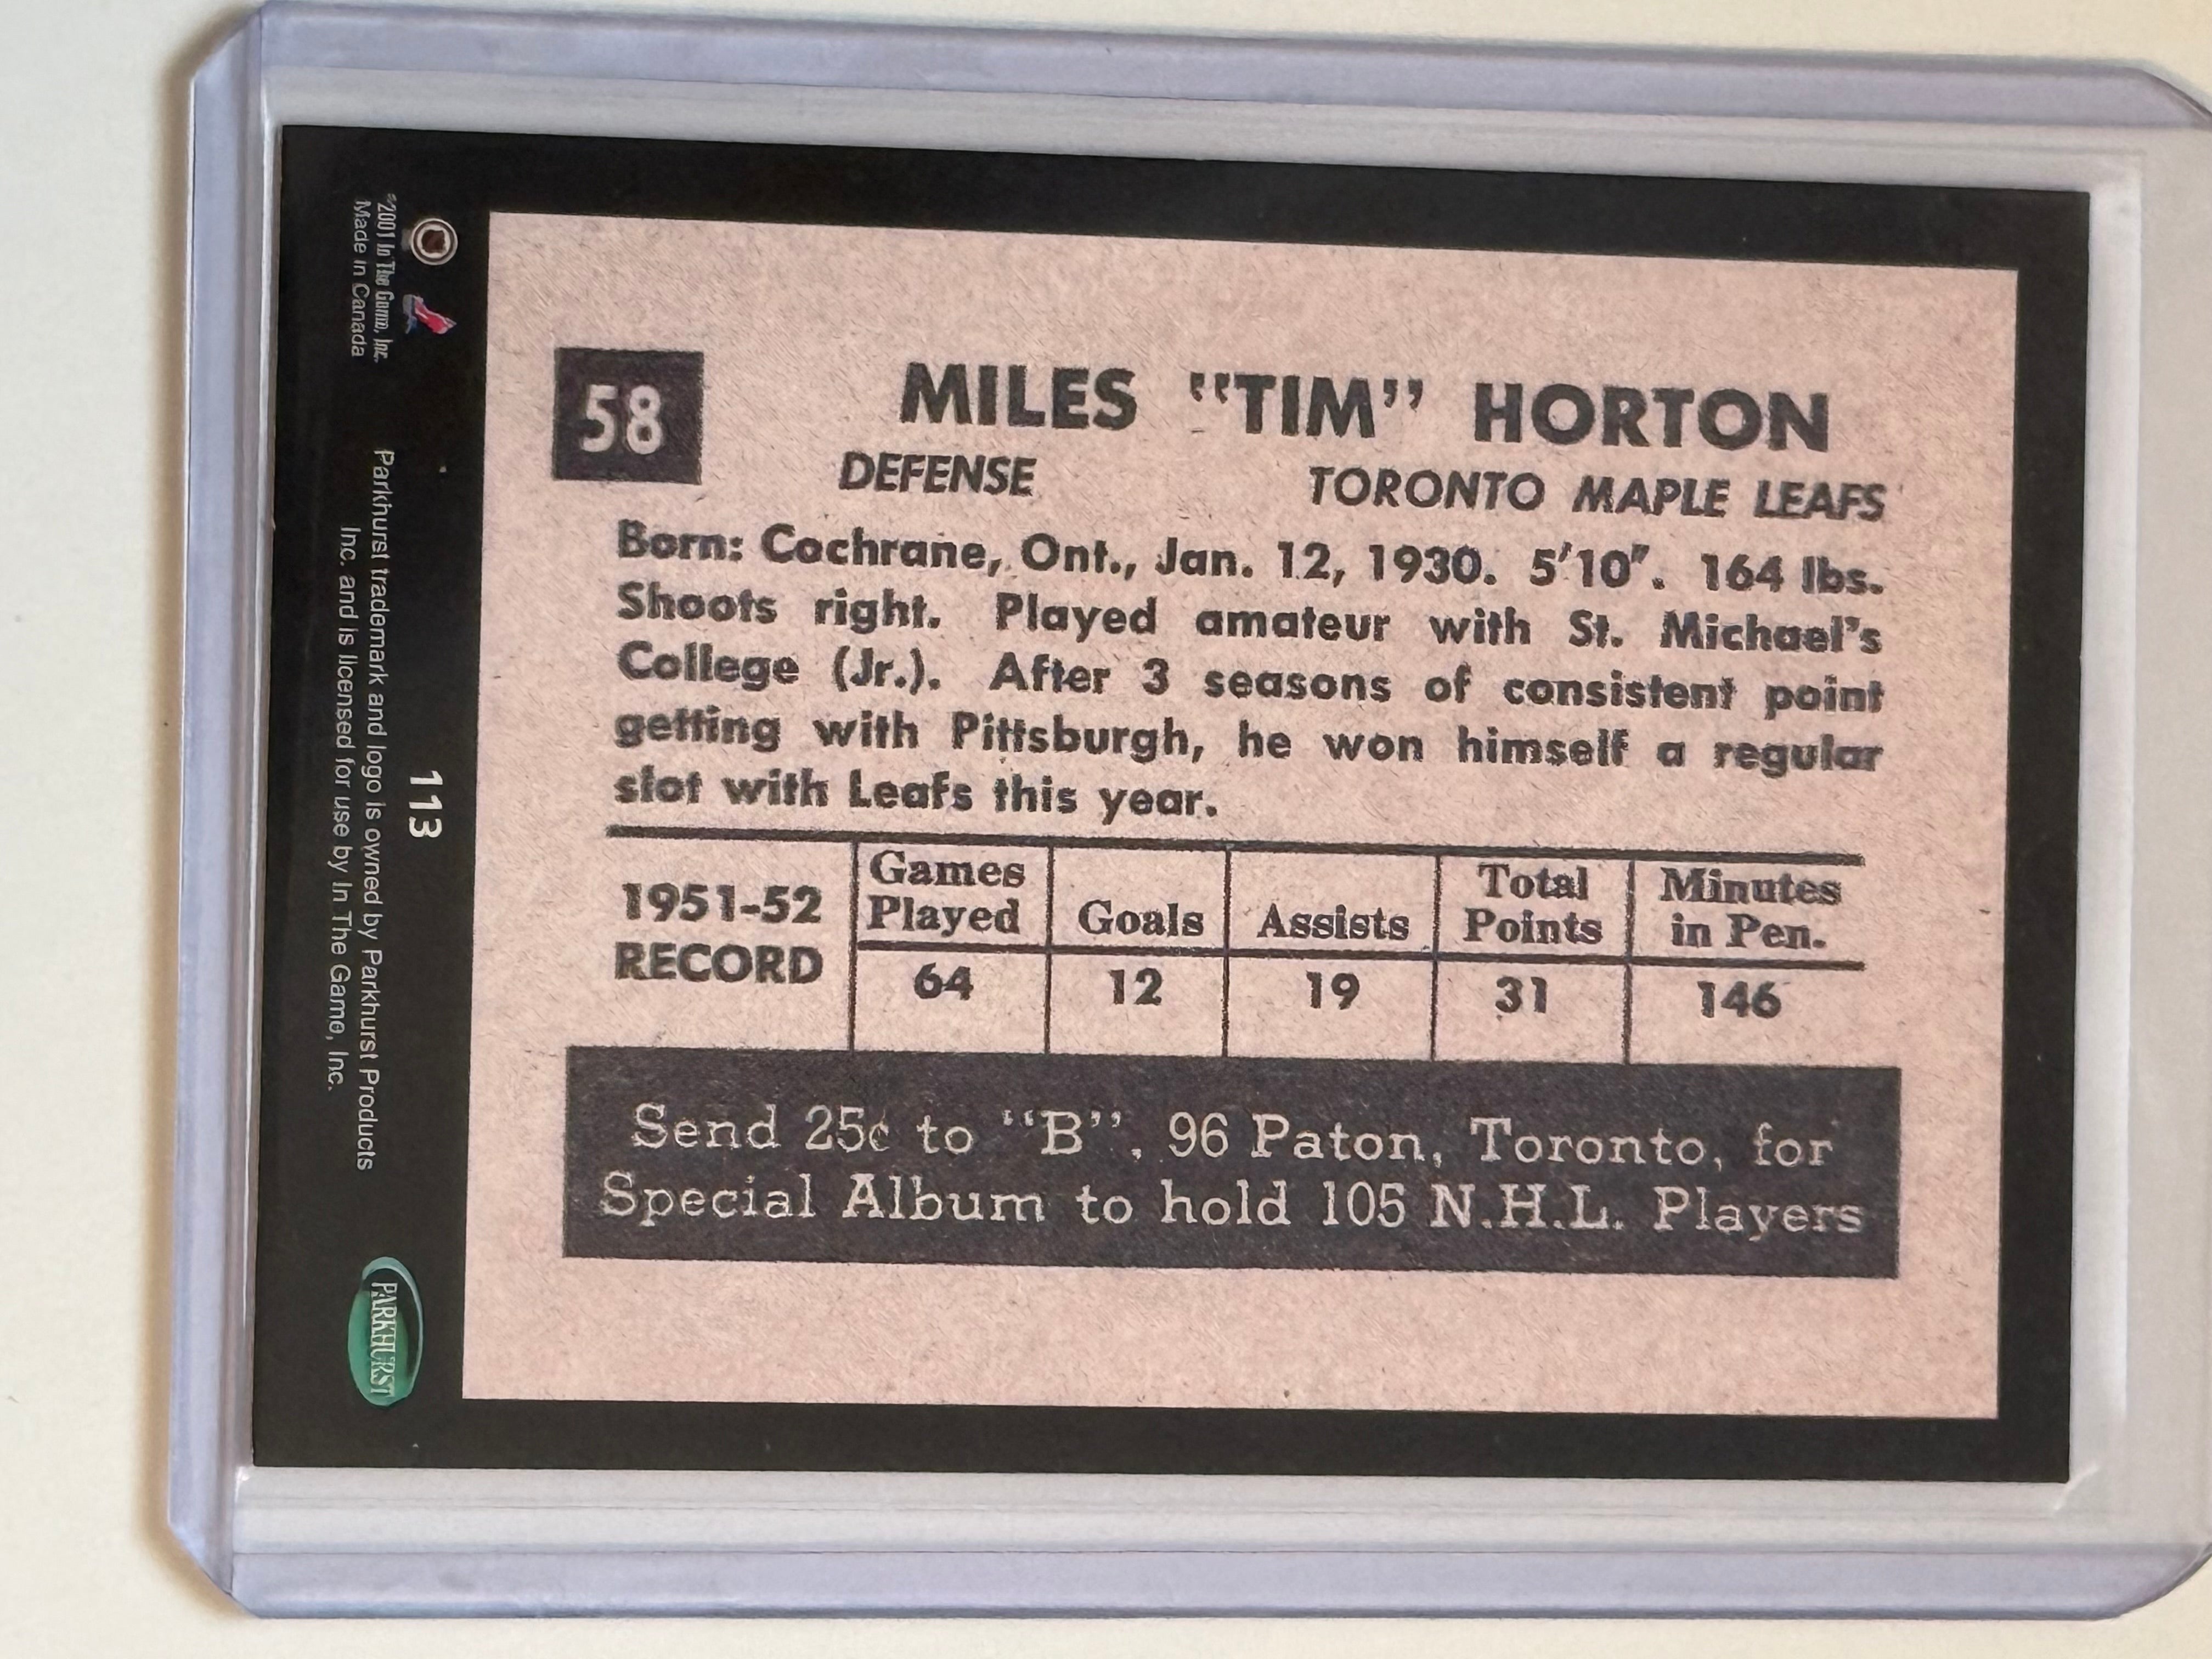 58
MILES "TIM" HORTON
DEFENSE TORONTO MAPLE LEAFS
Born: Cochrane, Ont., Jan. 12, 1930. 5'10". 164 lbs.
Shoots right. Played amateur with St. Michael's
College (Jr.). After 3 seasons of consistent point
getting with Pittsburgh, he won himself a regular
slot with Leafs this year.
1951-52 RECORD
Games Played Goals Assists Total Points Minutes in Pen.
64 12 19 31 146
Send 25¢ to "B", 96 Paton, Toronto, for
Special Album to hold 105 N.H.L. Players
©2001 In The Game, Inc.
Made in Canada
113
Parkhurst trademark and logo is owned by Parkhurst Products
Inc. and is licensed for use by In The Game, Inc.
PARKHURST